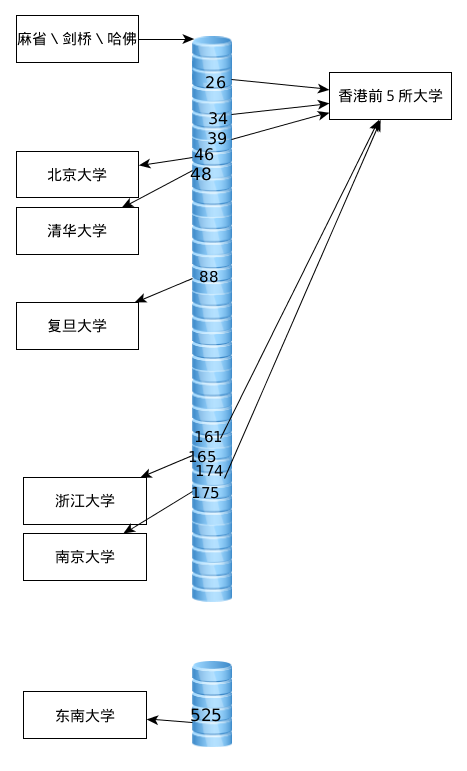 麻省\剑桥\哈佛
26
香港前5所大学
34
39
46
北京大学
48
清华大学
88
复旦大学
161
165
174
175
浙江大学
南京大学
东南大学
525